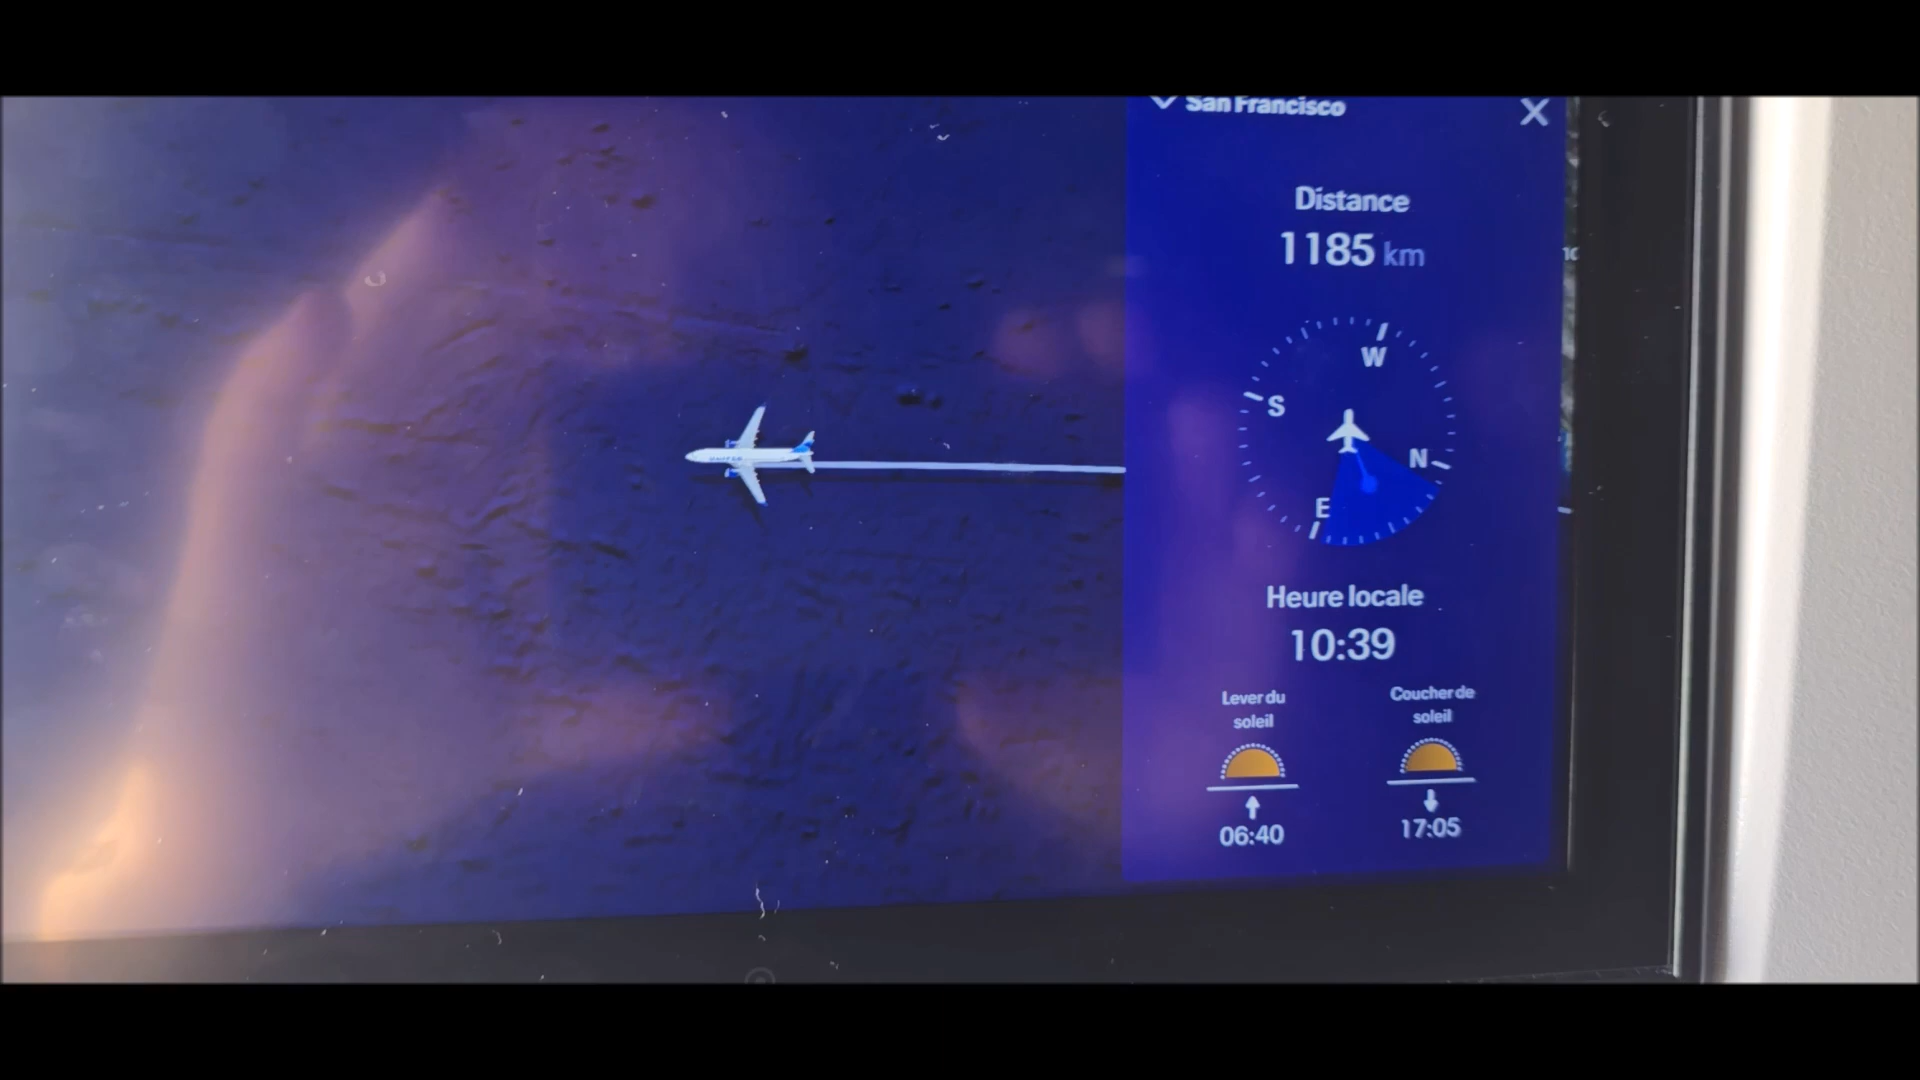 San Francisco
Distance
1185 km
W
S
N
E
Heure locale
10:39
Lever du
soleil
Coucher de
soleil
06:40
17:05
UNITED